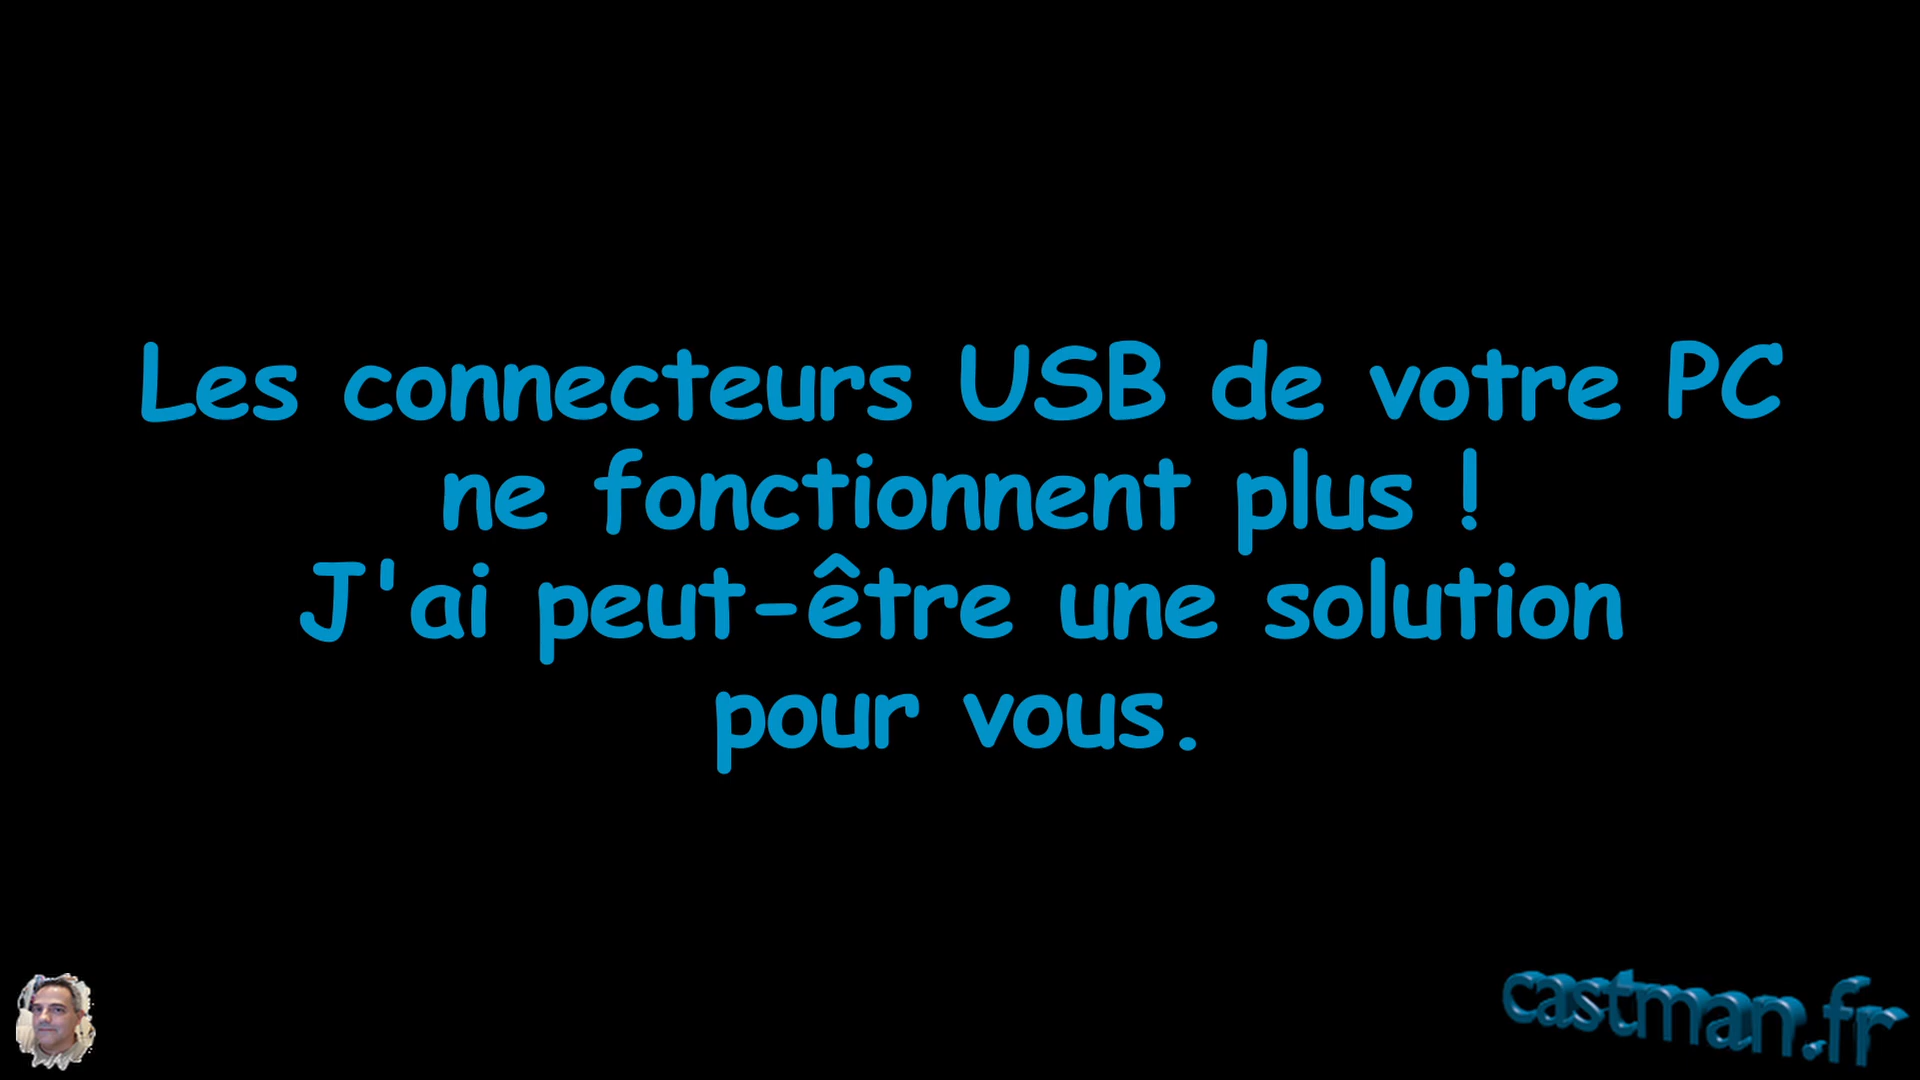 Les connecteurs USB de votre PC
ne fonctionnent plus !
J'ai peut-être une solution
pour vous.
castman.fr